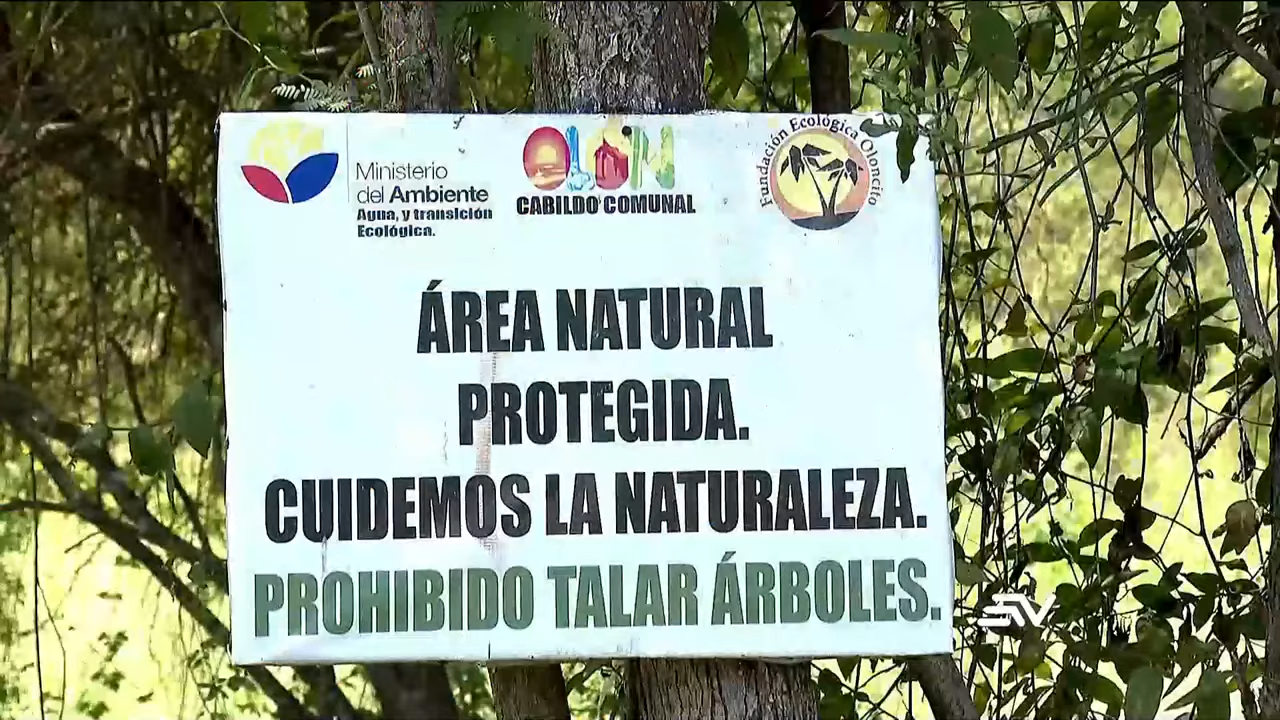 Ministerio
del Ambiente
Agua, y transición
Ecológica.
OLÓN
CABILDO COMUNAL
Fundación Ecológica Oloncito
ÁREA NATURAL
PROTEGIDA.
CUIDEMOS LA NATURALEZA.
PROHIBIDO TALAR ÁRBOLES.